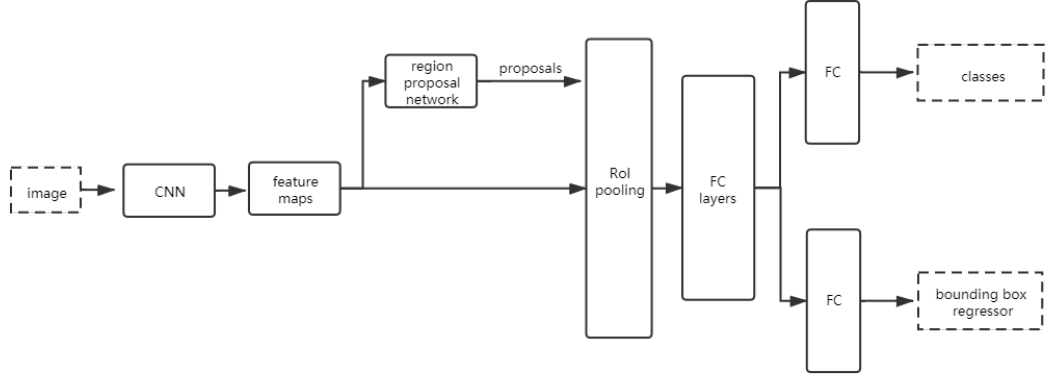 image
CNN
feature
maps
region
proposal
network
proposals
RoI
pooling
FC
layers
FC
classes
FC
bounding box
regressor